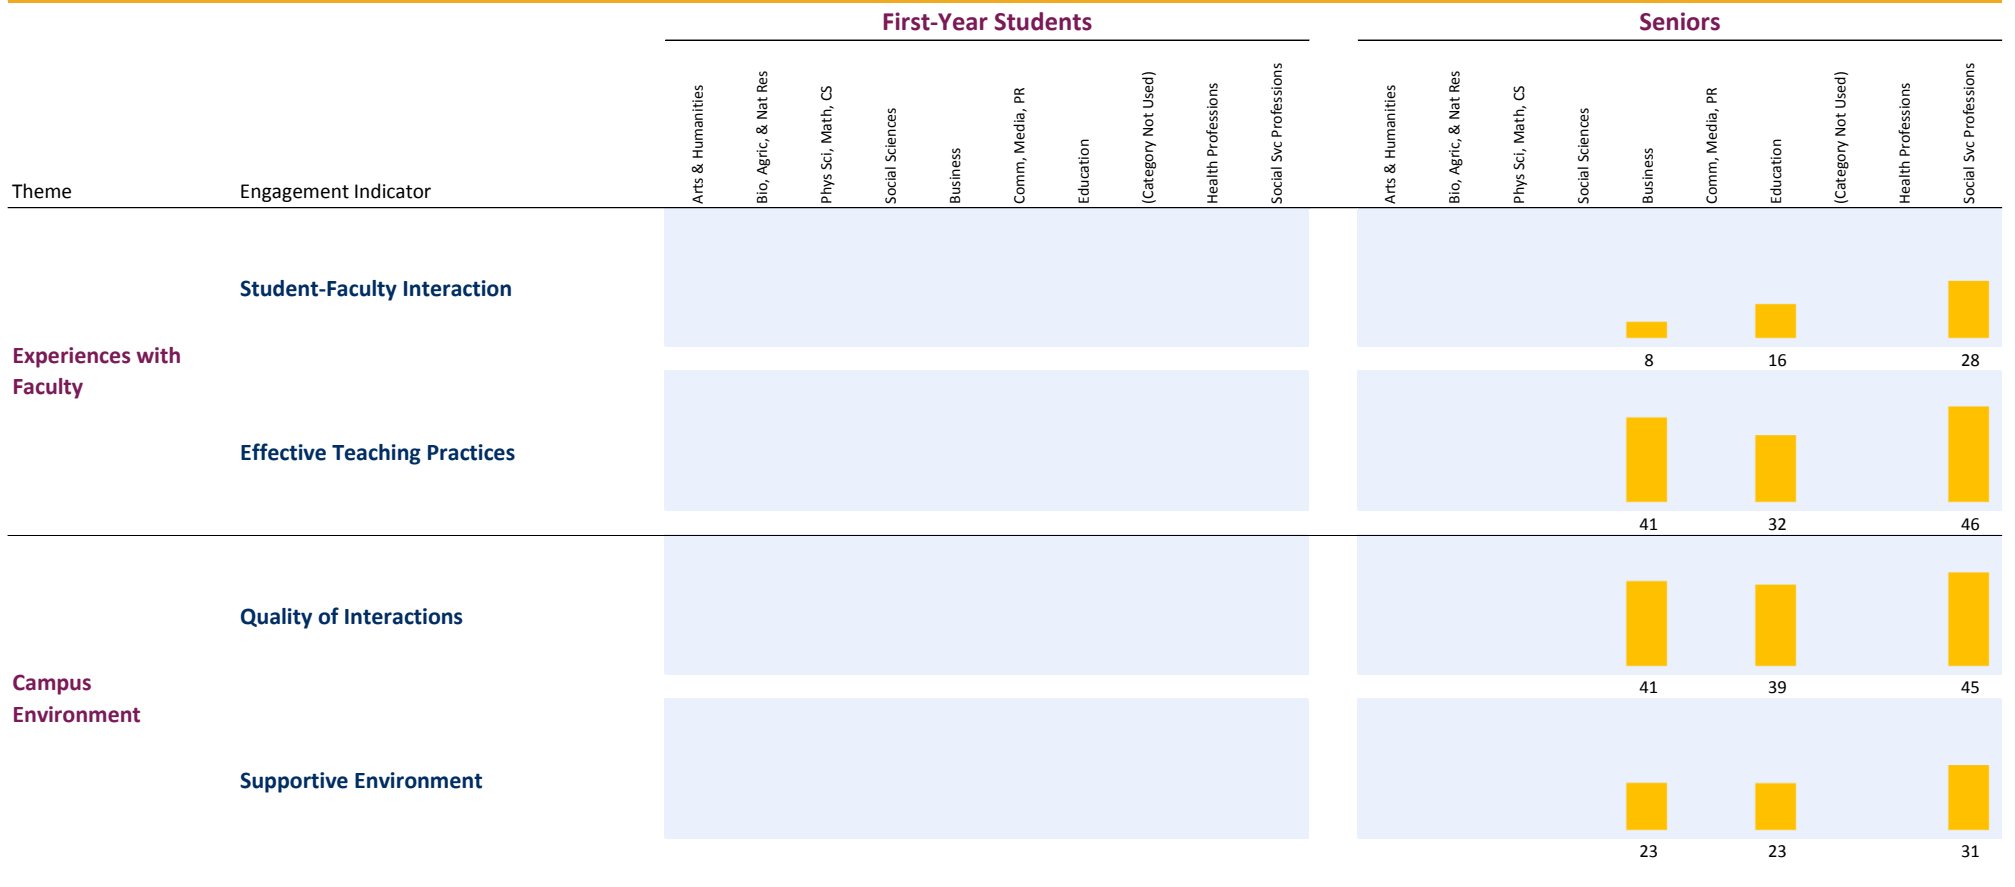 First-Year Students
Seniors
Theme
Engagement Indicator
Arts & Humanities
Bio, Agric, & Nat Res
Phys Sci, Math, CS
Social Sciences
Business
Comm, Media, PR
Education
(Category Not Used)
Health Professions
Social Svc Professions
Arts & Humanities
Bio, Agric, & Nat Res
Phys Sci, Math, CS
Social Sciences
Business
Comm, Media, PR
Education
(Category Not Used)
Health Professions
Social Svc Professions
Experiences with
Faculty
Student-Faculty Interaction
8 16 28
Effective Teaching Practices
41 32 46
Campus
Environment
Quality of Interactions
41 39 45
Supportive Environment
23 23 31